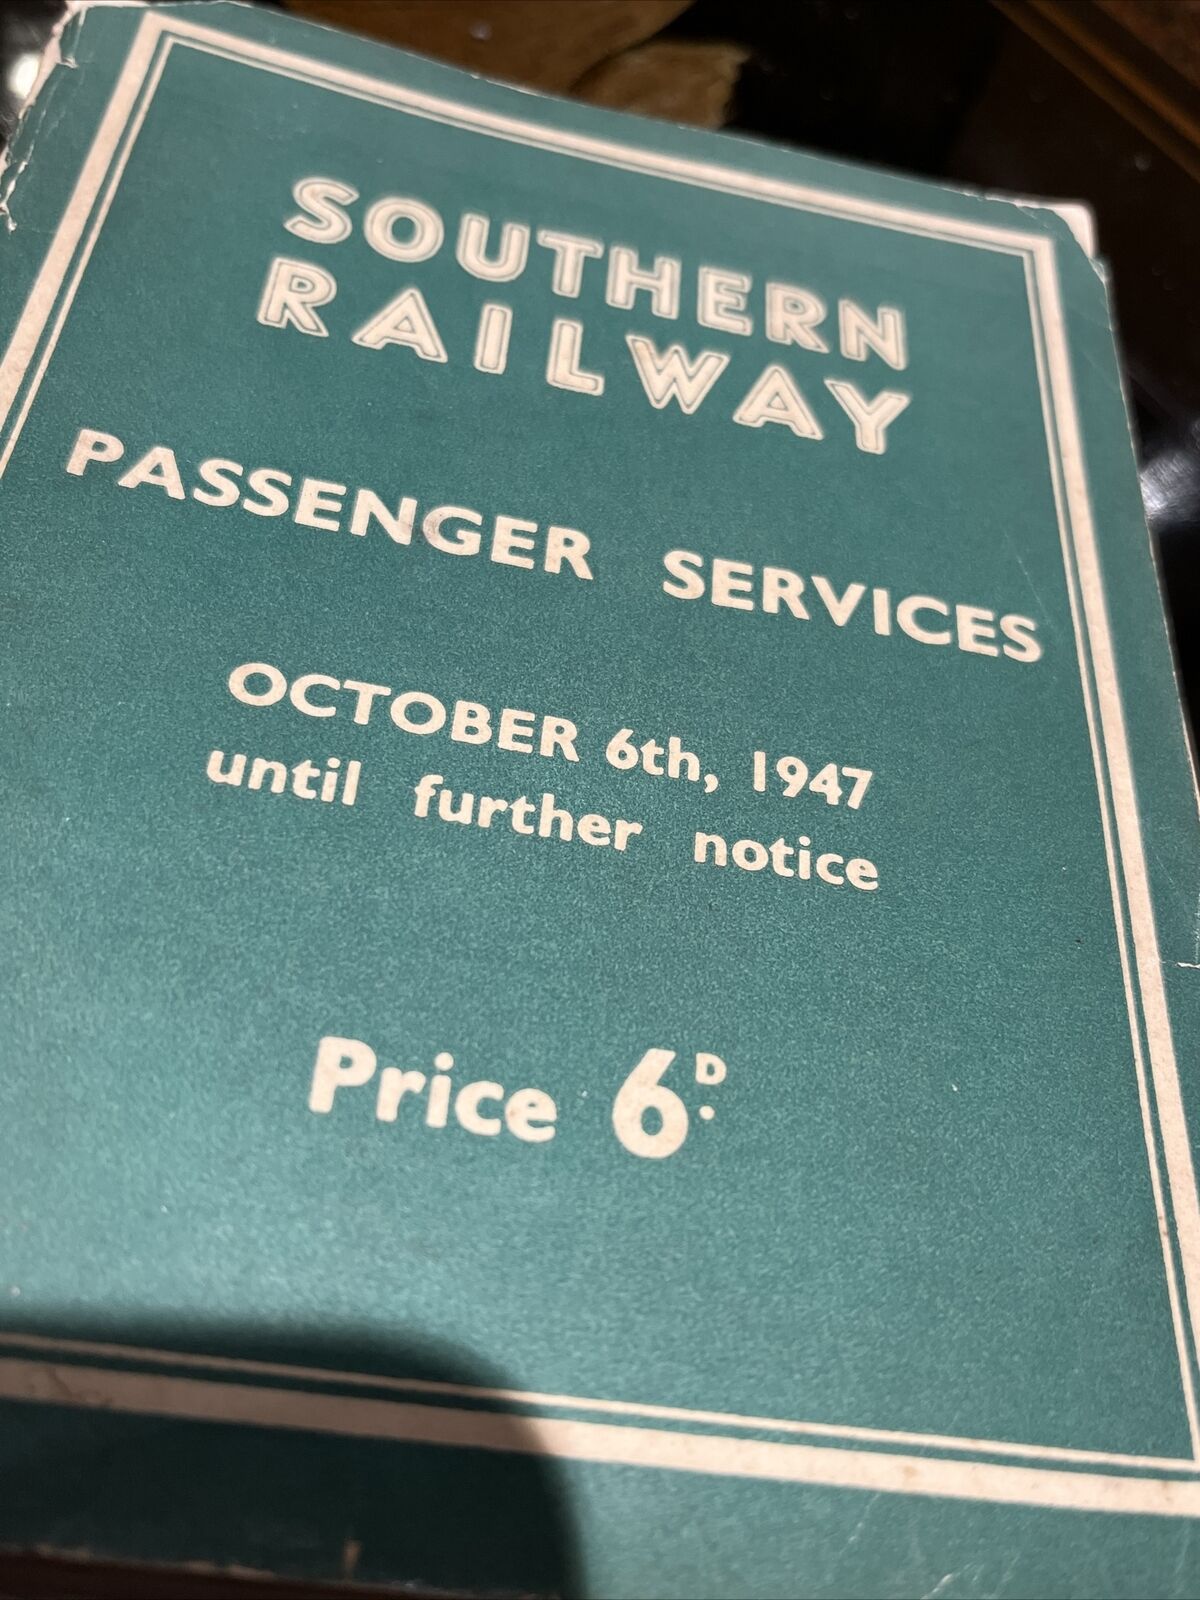 SOUTHERN
RAILWAY
PASSENGER SERVICES
OCTOBER 6th, 1947
until further notice
Price 6D.